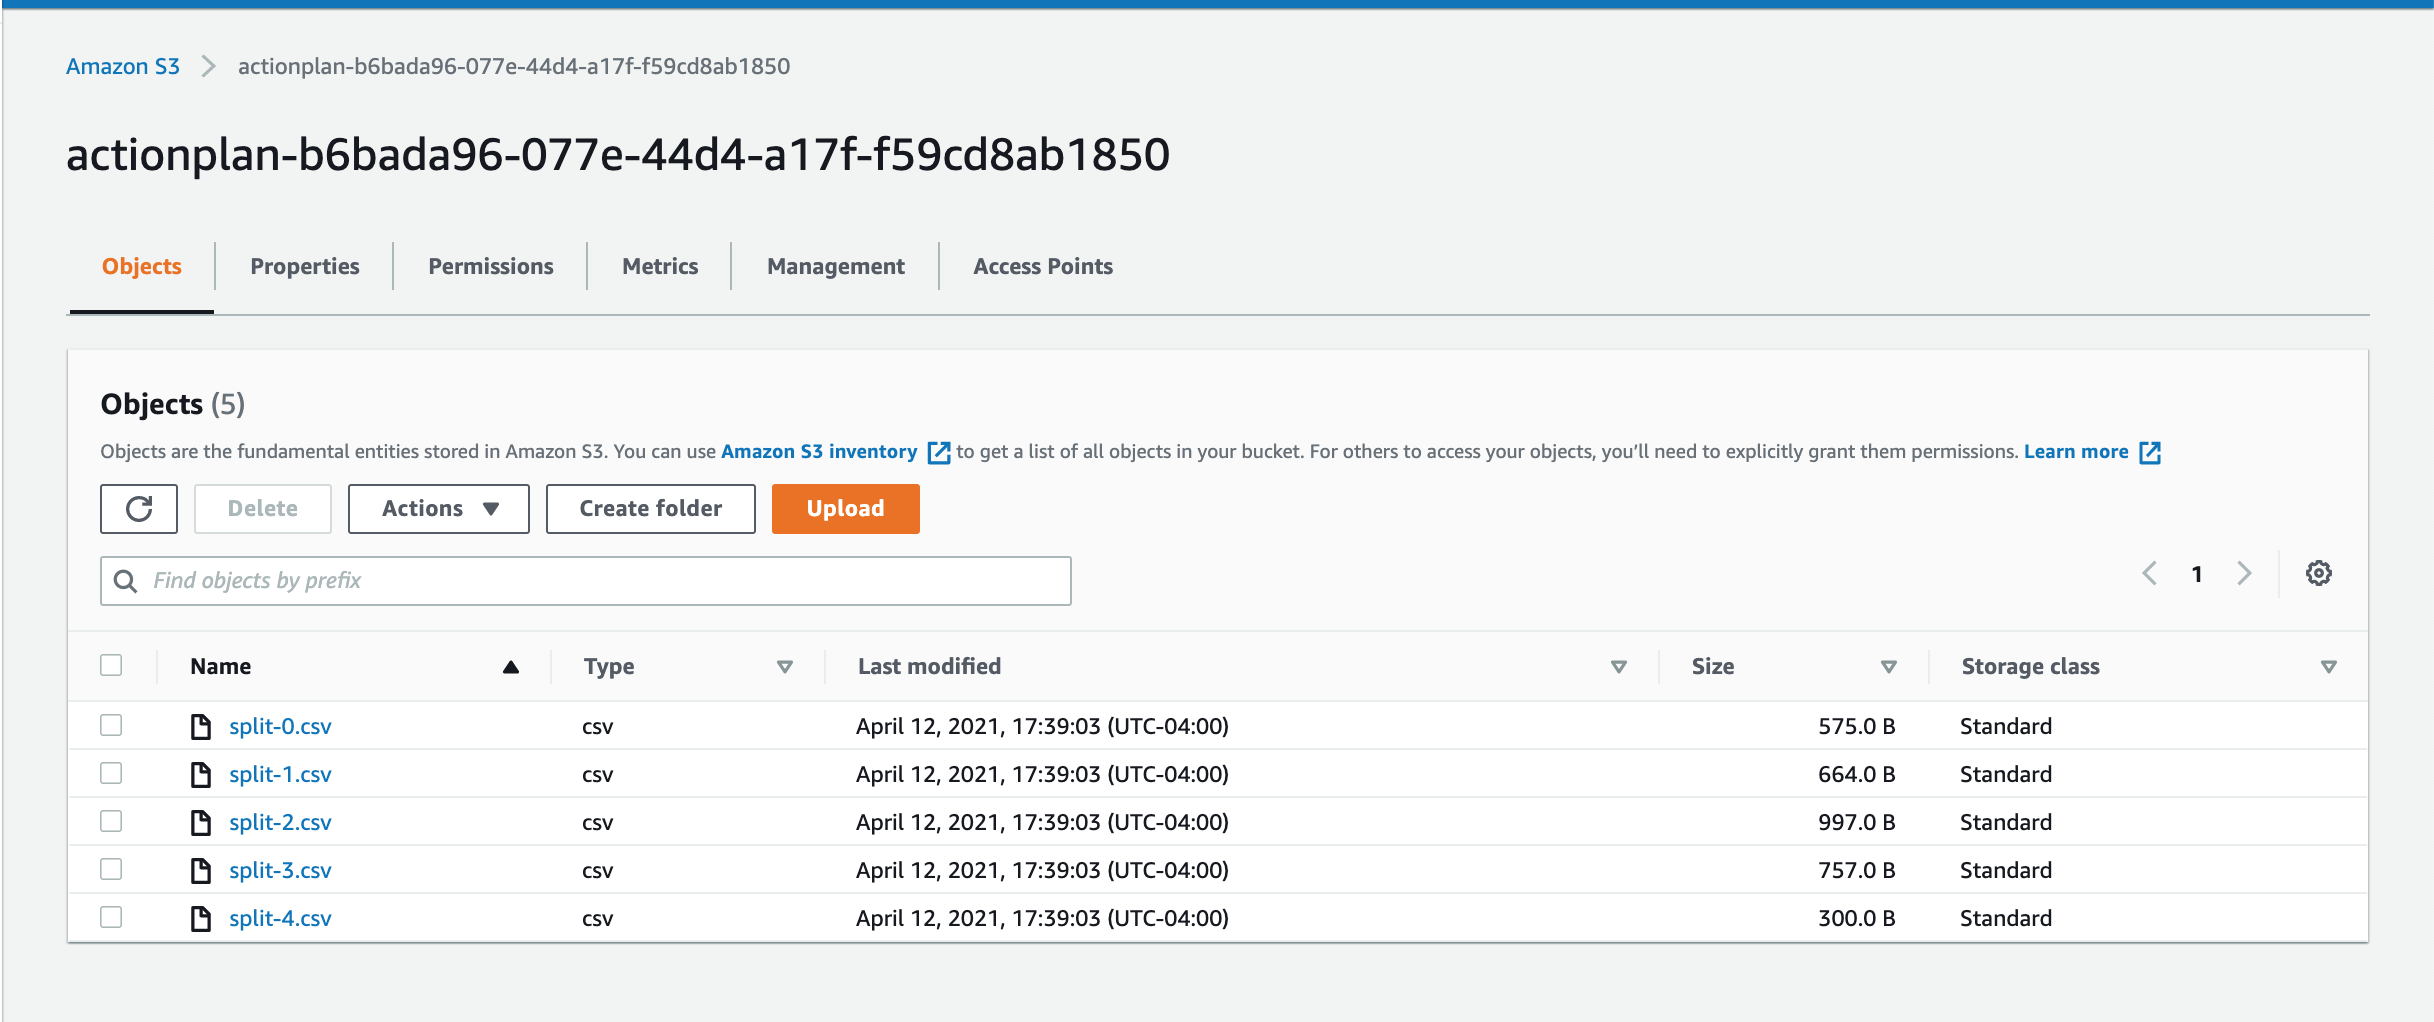 Amazon S3 actionplan-b6bada96-077e-44d4-a17f-f59cd8ab1850
actionplan-b6bada96-077e-44d4-a17f-f59cd8ab1850
Objects Properties Permissions Metrics Management Access Points
Objects (5)
Objects are the fundamental entities stored in Amazon S3. You can use Amazon S3 inventory to get a list of all objects in your bucket. For others to access your objects, you'll need to explicitly grant them permissions. Learn more
Delete Actions Create folder Upload
Find objects by prefix 1
Name Type Last modified Size Storage class
split-0.csv csv April 12, 2021, 17:39:03 (UTC-04:00) 575.0 B Standard
split-1.csv csv April 12, 2021, 17:39:03 (UTC-04:00) 664.0 B Standard
split-2.csv csv April 12, 2021, 17:39:03 (UTC-04:00) 997.0 B Standard
split-3.csv csv April 12, 2021, 17:39:03 (UTC-04:00) 757.0 B Standard
split-4.csv csv April 12, 2021, 17:39:03 (UTC-04:00) 300.0 B Standard